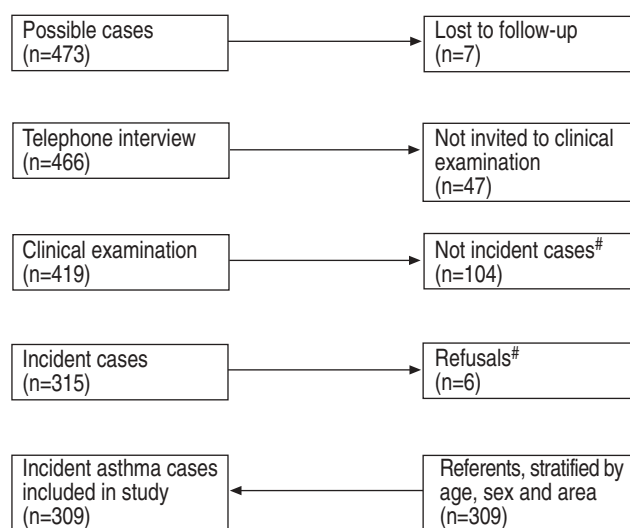 Possible cases
(n=473)
Lost to follow-up
(n=7)
Telephone interview
(n=466)
Not invited to clinical
examination
(n=47)
Clinical examination
(n=419)
Not incident cases#
(n=104)
Incident cases
(n=315)
Refusals#
(n=6)
Incident asthma cases
included in study
(n=309)
Referents, stratified by
age, sex and area
(n=309)